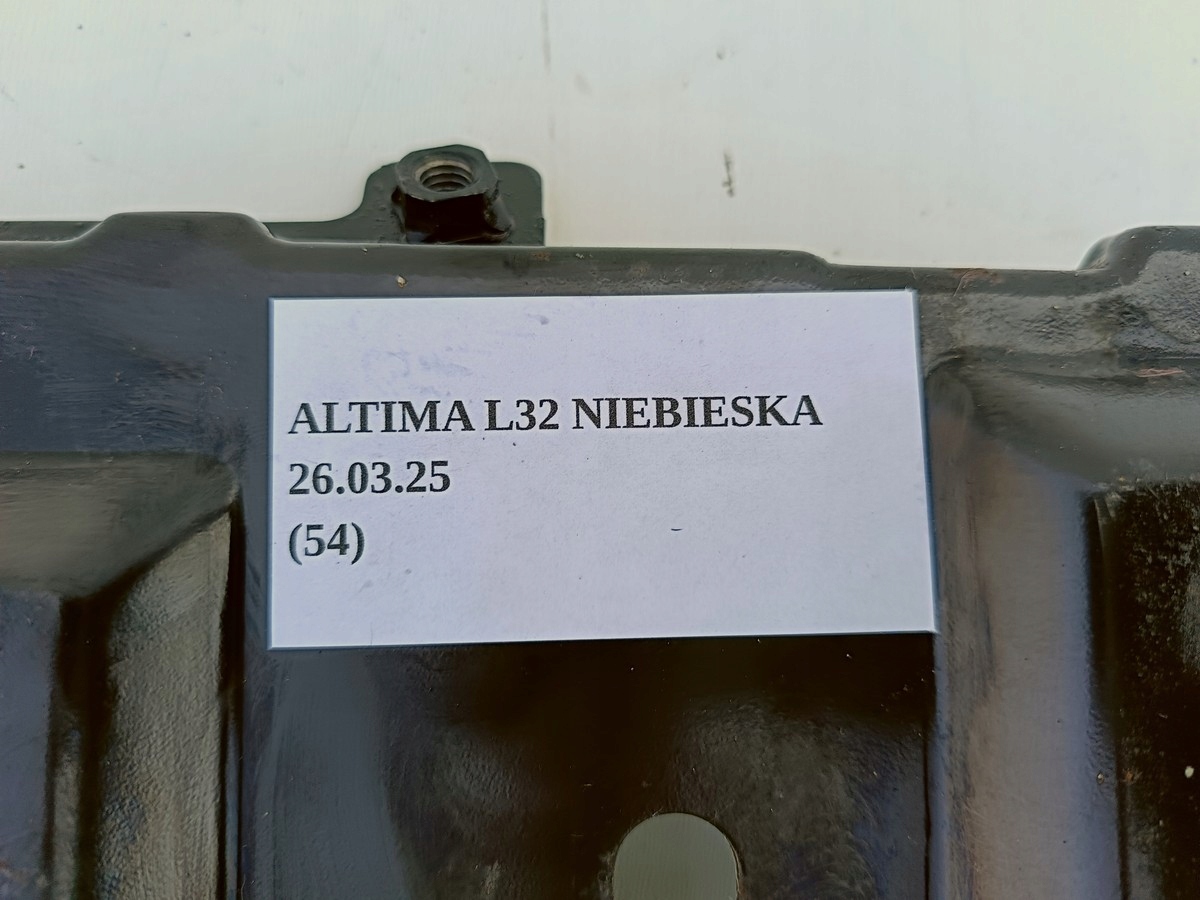 ALTIMA L32 NIEBIESKA
26.03.25
(54)